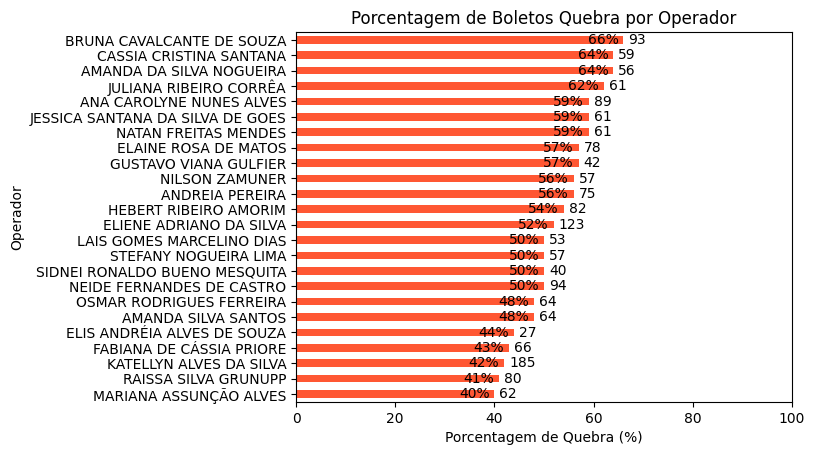 Porcentagem de Boletos Quebra por Operador
BRUNA CAVALCANTE DE SOUZA 66% 93
CASSIA CRISTINA SANTANA 64% 59
AMANDA DA SILVA NOGUEIRA 64% 56
JULIANA RIBEIRO CORRÊA 62% 61
ANA CAROLYNE NUNES ALVES 59% 89
JESSICA SANTANA DA SILVA DE GOES 59% 61
NATAN FREITAS MENDES 59% 61
ELAINE ROSA DE MATOS 57% 78
GUSTAVO VIANA GULFIER 57% 42
NILSON ZAMUNER 56% 57
ANDREIA PEREIRA 56% 75
HEBERT RIBEIRO AMORIM 54% 82
ELIENE ADRIANO DA SILVA 52% 123
LAIS GOMES MARCELINO DIAS 50% 53
STEFANY NOGUEIRA LIMA 50% 57
SIDNEI RONALDO BUENO MESQUITA 50% 40
NEIDE FERNANDES DE CASTRO 50% 94
OSMAR RODRIGUES FERREIRA 48% 64
AMANDA SILVA SANTOS 48% 64
ELIS ANDRÉIA ALVES DE SOUZA 44% 27
FABIANA DE CÁSSIA PRIORE 43% 66
KATELLYN ALVES DA SILVA 42% 185
RAISSA SILVA GRUNUPP 41% 80
MARIANA ASSUNÇÃO ALVES 40% 62
Operador
0 20 40 60 80 100
Porcentagem de Quebra (%)